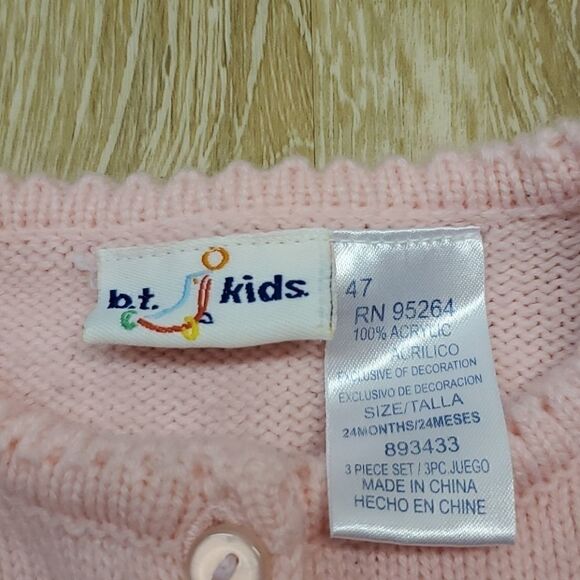 b.t. kids.
47
RN 95264
100% ACRYLIC
ACRILICO
EXCLUSIVE OF DECORATION
EXCLUSIVO DE DECORACION
SIZE/TALLA
24MONTHS/24MESES
893433
3 PIECE SET / 3PC.JUEGO
MADE IN CHINA
HECHO EN CHINE